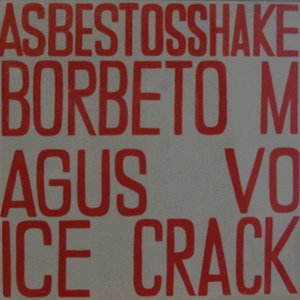 ASBESTOSSHAKE
BORBETO M
AGUS VO
ICE CRACK